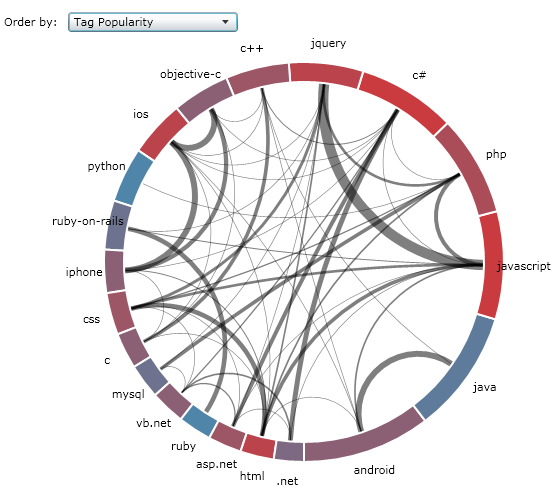 Order by: Tag Popularity
jquery
c++
c#
objective-c
ios
php
python
ruby-on-rails
iphone
javascript
css
c
java
mysql
vb.net
ruby
asp.net
html
.net
android